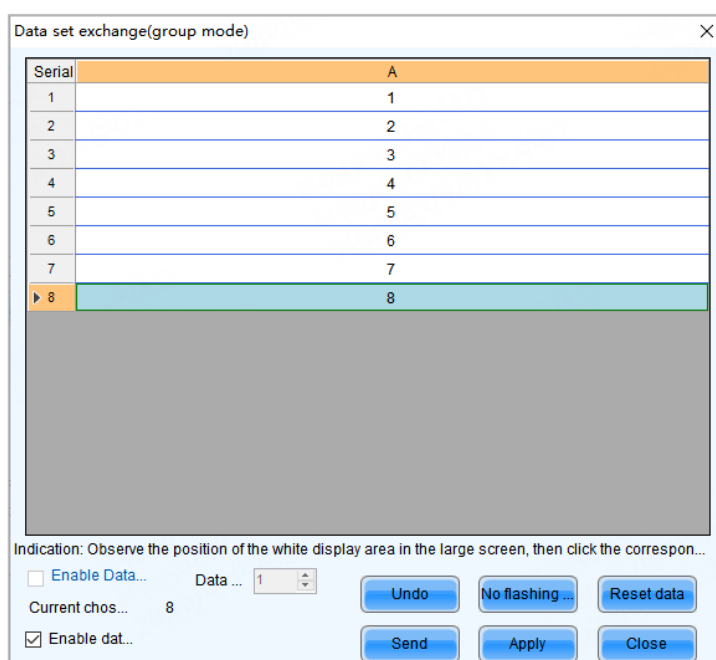 Data set exchange(group mode)
Serial A
1 1
2 2
3 3
4 4
5 5
6 6
7 7
8 8
Indication: Observe the position of the white display area in the large screen, then click the correspon...
Enable Data... Data ... 1 Undo No flashing ... Reset data
Current chos... 8
Enable dat... Send Apply Close